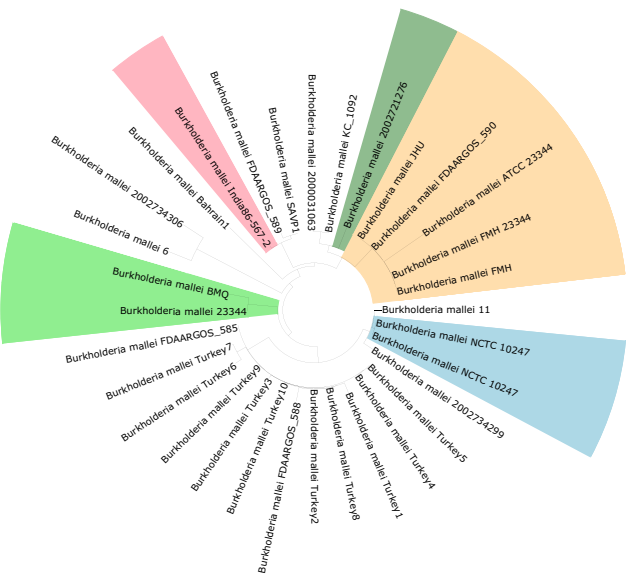 Burkholderia mallei 2002721276
Burkholderia mallei JHU
Burkholderia mallei FDAARGOS_590
Burkholderia mallei ATCC 23344
Burkholderia mallei FMH 23344
Burkholderia mallei FMH
Burkholderia mallei 11
Burkholderia mallei NCTC 10247
Burkholderia mallei NCTC 10247
Burkholderia mallei 2002734299
Burkholderia mallei Turkey5
Burkholderia mallei Turkey4
Burkholderia mallei Turkey1
Burkholderia mallei Turkey8
Burkholderia mallei Turkey2
Burkholderia mallei FDAARGOS_588
Burkholderia mallei Turkey10
Burkholderia mallei Turkey3
Burkholderia mallei Turkey9
Burkholderia mallei Turkey6
Burkholderia mallei Turkey7
Burkholderia mallei FDAARGOS_585
Burkholderia mallei 23344
Burkholderia mallei BMQ
Burkholderia mallei 6
Burkholderia mallei 2002734306
Burkholderia mallei Bahrain1
Burkholderia mallei India86-567-2
Burkholderia mallei FDAARGOS_589
Burkholderia mallei SAVP1
Burkholderia mallei 2000031063
Burkholderia mallei KC_1092